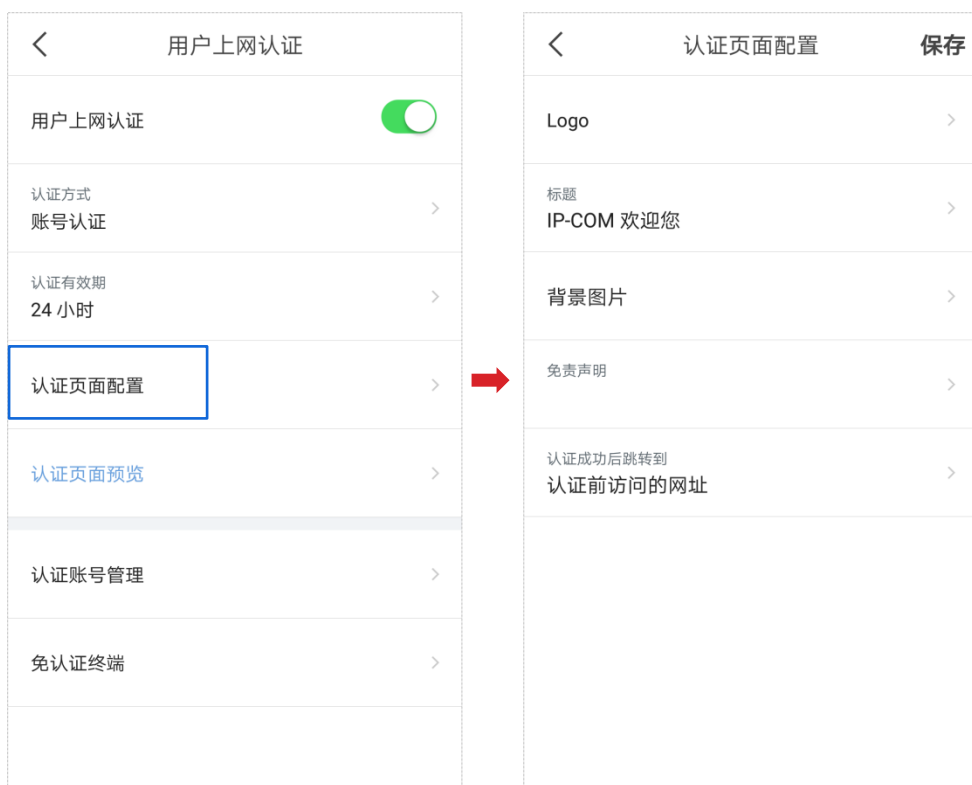 用户上网认证
用户上网认证
认证方式
账号认证
认证有效期
24 小时
认证页面配置
认证页面预览
认证账号管理
免认证终端
认证页面配置
保存
Logo
标题
IP-COM 欢迎您
背景图片
免责声明
认证成功后跳转到
认证前访问的网址